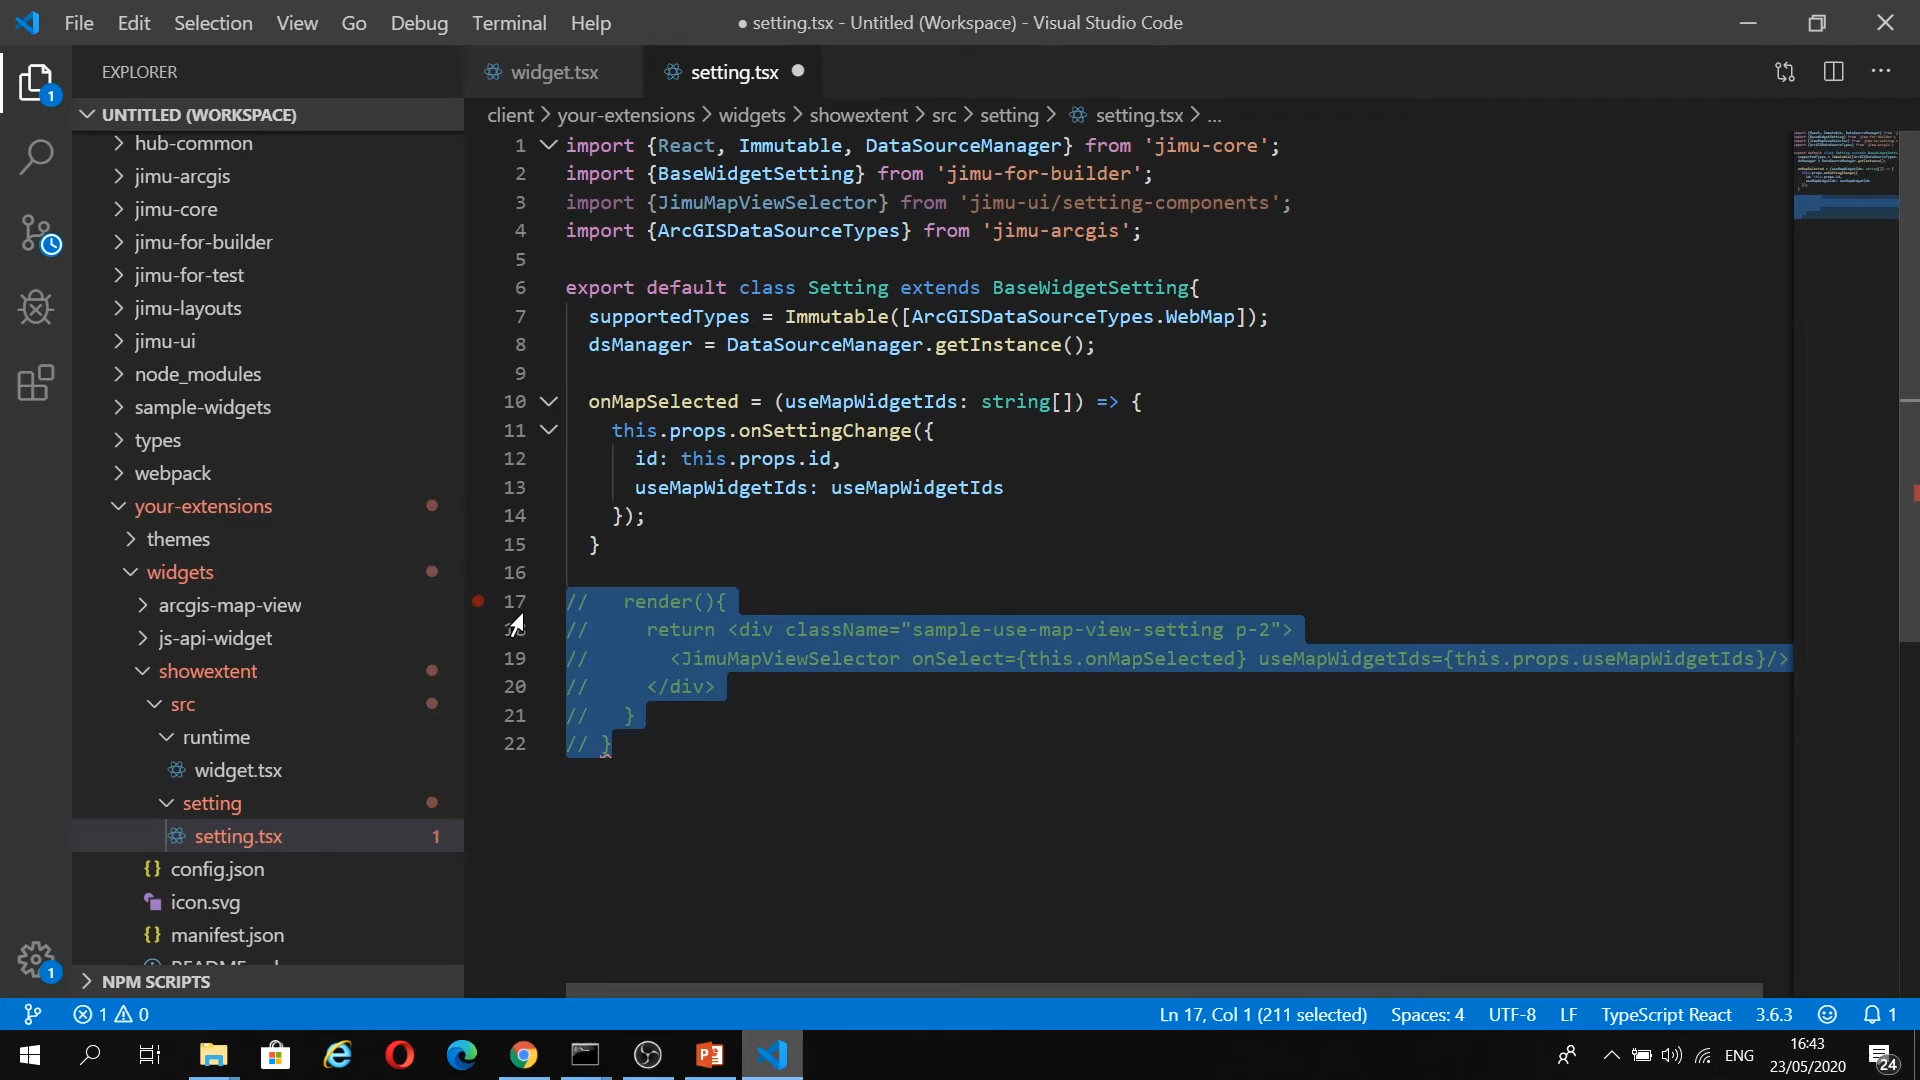 File Edit Selection View Go Debug Terminal Help
● setting.tsx - Untitled (Workspace) - Visual Studio Code
EXPLORER
widget.tsx
setting.tsx
UNTITLED (WORKSPACE)
client > your-extensions > widgets > showextent > src > setting > setting.tsx > ...
hub-common
jimu-arcgis
jimu-core
jimu-for-builder
jimu-for-test
jimu-layouts
jimu-ui
node_modules
sample-widgets
types
webpack
your-extensions
themes
widgets
arcgis-map-view
js-api-widget
showextent
src
runtime
widget.tsx
setting
setting.tsx 1
config.json
icon.svg
manifest.json
NPM SCRIPTS
1 import {React, Immutable, DataSourceManager} from 'jimu-core';
2 import {BaseWidgetSetting} from 'jimu-for-builder';
3 import {JimuMapViewSelector} from 'jimu-ui/setting-components';
4 import {ArcGISDataSourceTypes} from 'jimu-arcgis';
5
6 export default class Setting extends BaseWidgetSetting{
7 supportedTypes = Immutable([ArcGISDataSourceTypes.WebMap]);
8 dsManager = DataSourceManager.getInstance();
9
10 onMapSelected = (useMapWidgetIds: string[]) => {
11 this.props.onSettingChange({
12 id: this.props.id,
13 useMapWidgetIds: useMapWidgetIds
14 });
15 }
16
17 // render(){
18 // return <div className="sample-use-map-view-setting p-2">
19 // <JimuMapViewSelector onSelect={this.onMapSelected} useMapWidgetIds={this.props.useMapWidgetIds}/>
20 // </div>
21 // }
22 // }
1
1
1 0
Ln 17, Col 1 (211 selected) Spaces: 4 UTF-8 LF TypeScript React 3.6.3 1
ENG
16:43
23/05/2020
24